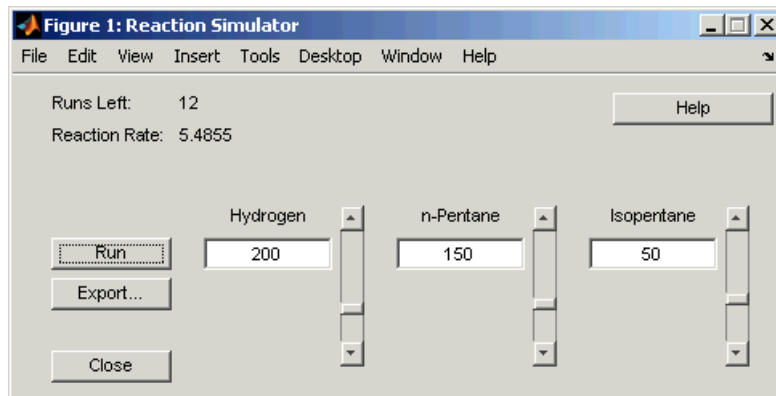 Figure 1: Reaction Simulator
File Edit View Insert Tools Desktop Window Help
Runs Left: 12
Help
Reaction Rate: 5.4855
Hydrogen n-Pentane Isopentane
Run 200 150 50
Export...
Close